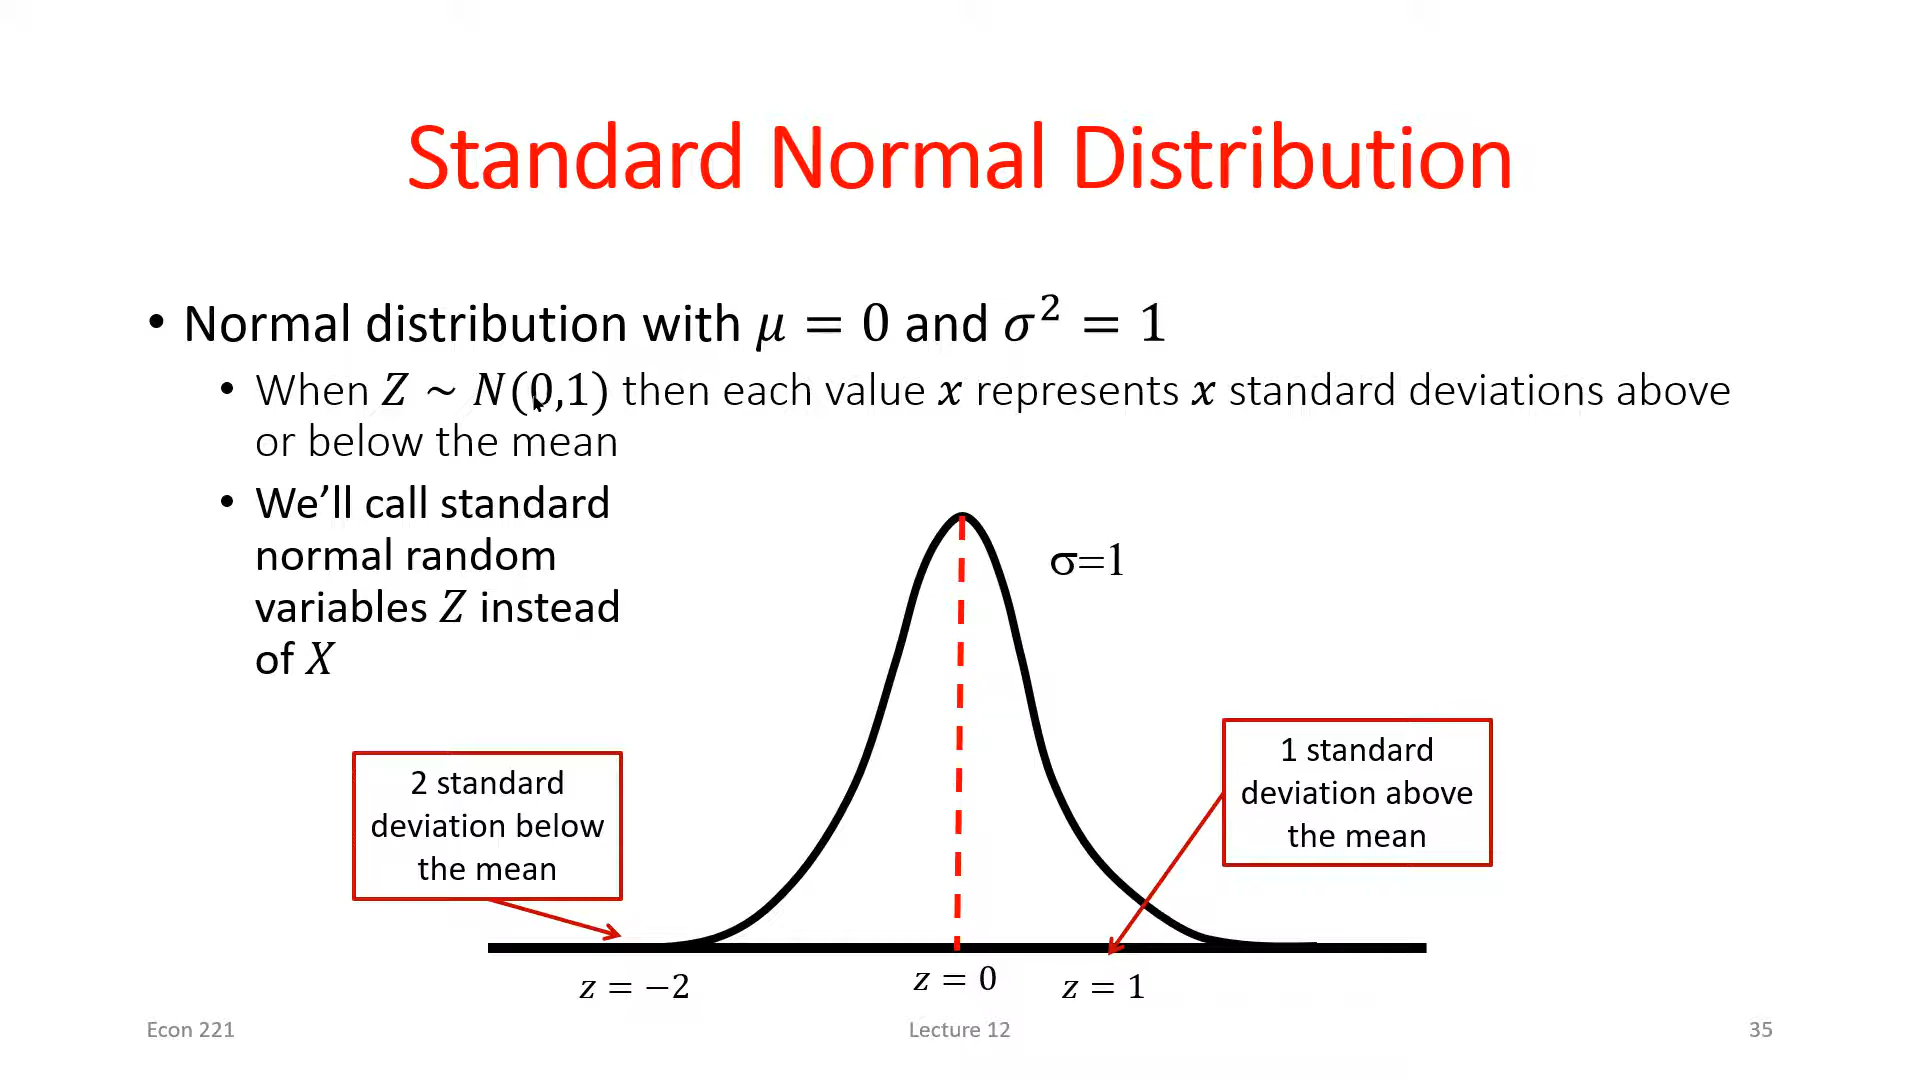 Standard Normal Distribution
• Normal distribution with μ = 0 and σ² = 1
• When Z ~ N(0,1) then each value x represents x standard deviations above
or below the mean
• We’ll call standard
normal random
variables Z instead
of X
σ=1
2 standard
deviation below
the mean
1 standard
deviation above
the mean
z = −2
z = 0
z = 1
Econ 221
Lecture 12
35